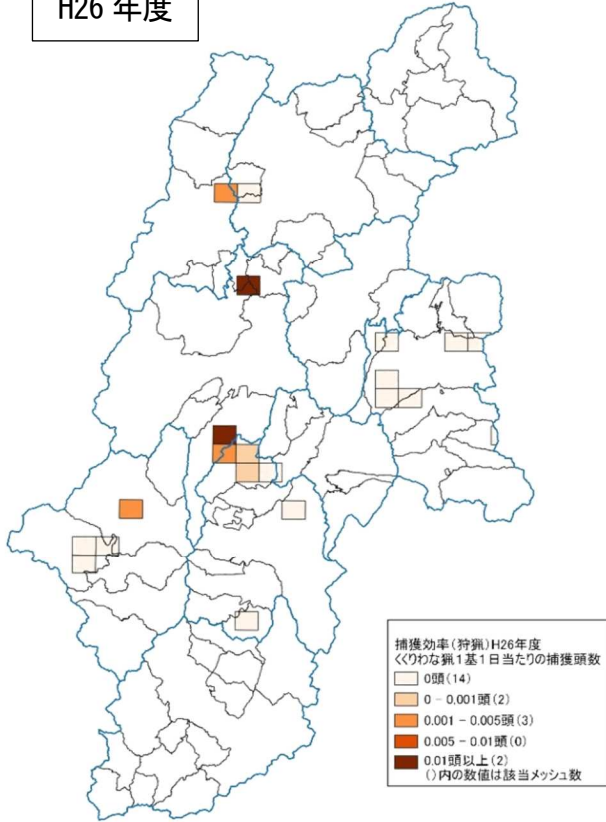 H26 年度
捕獲効率(狩猟)H26年度
くくりわな猟1基1日当たりの捕獲頭数
0頭(14)
0 - 0.001頭(2)
0.001 - 0.005頭(3)
0.005 - 0.01頭(0)
0.01頭以上(2)
()内の数値は該当メッシュ数